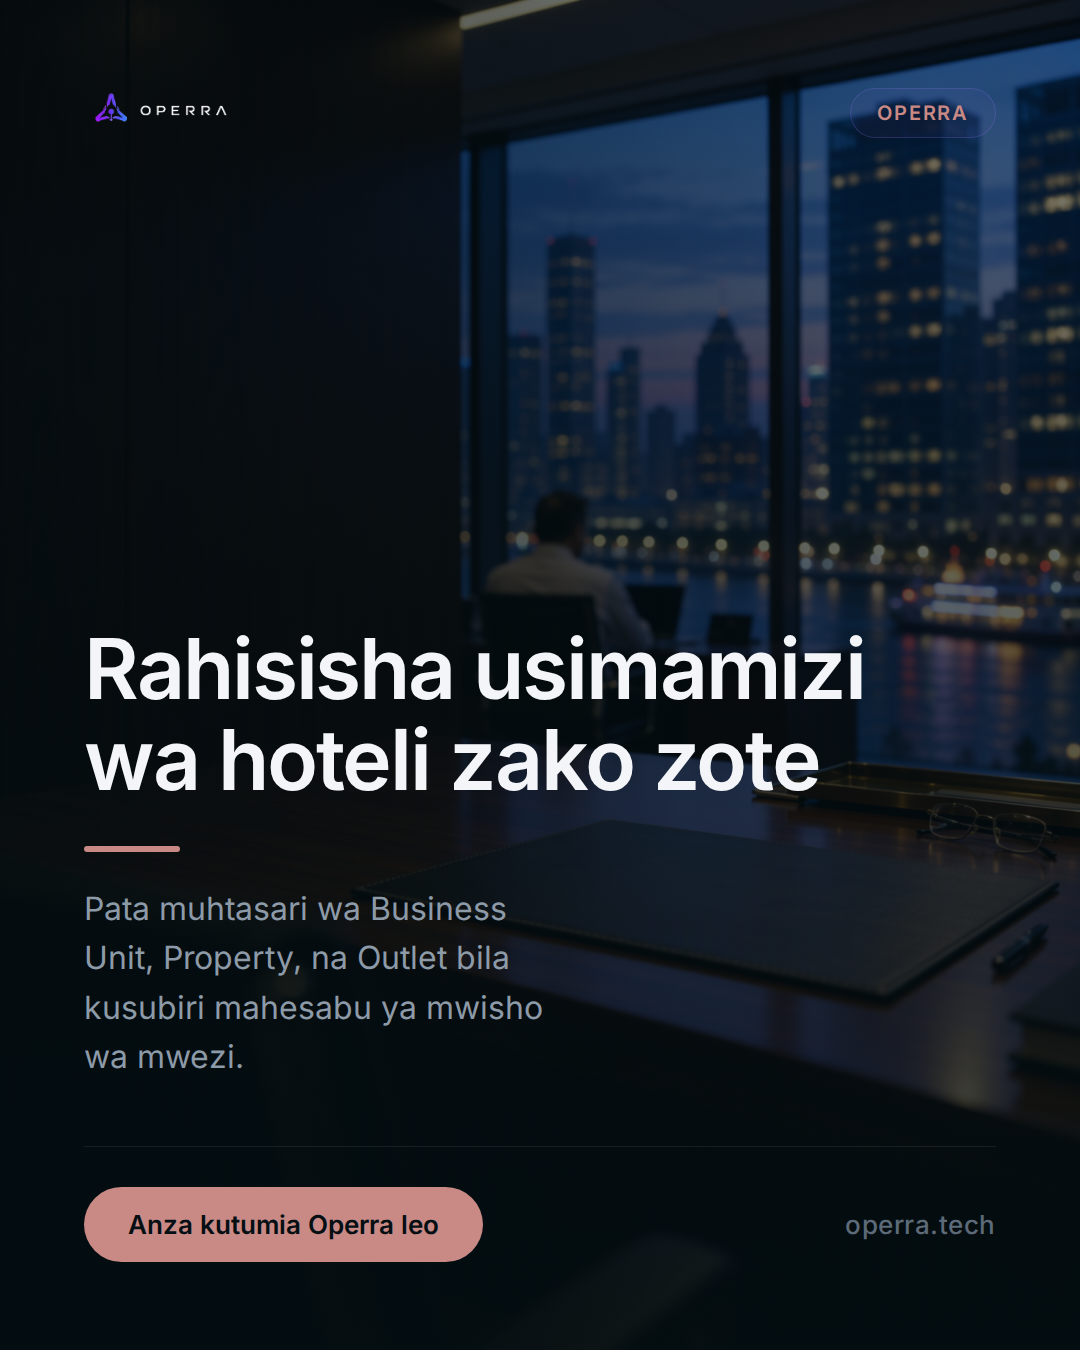 OPERRA
OPERRA
Rahisisha usimamizi
wa hoteli zako zote
Pata muhtasari wa Business
Unit, Property, na Outlet bila
kusubiri mahesabu ya mwisho
wa mwezi.
Anza kutumia Operra leo
operra.tech